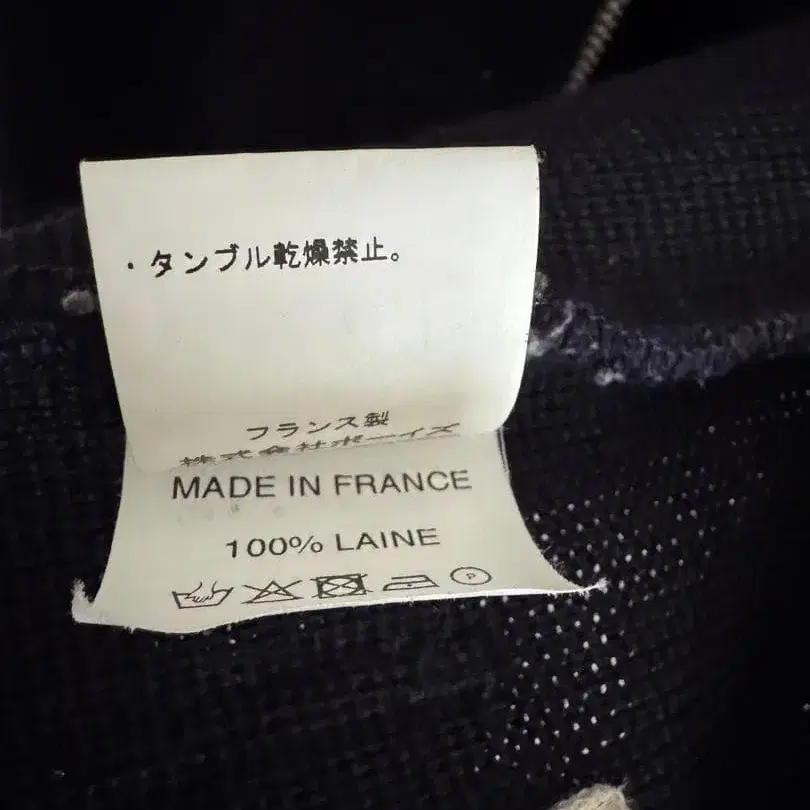 ・タンブル乾燥禁止。
フランス製
株式会社ボーイズ
MADE IN FRANCE
100% LAINE
P